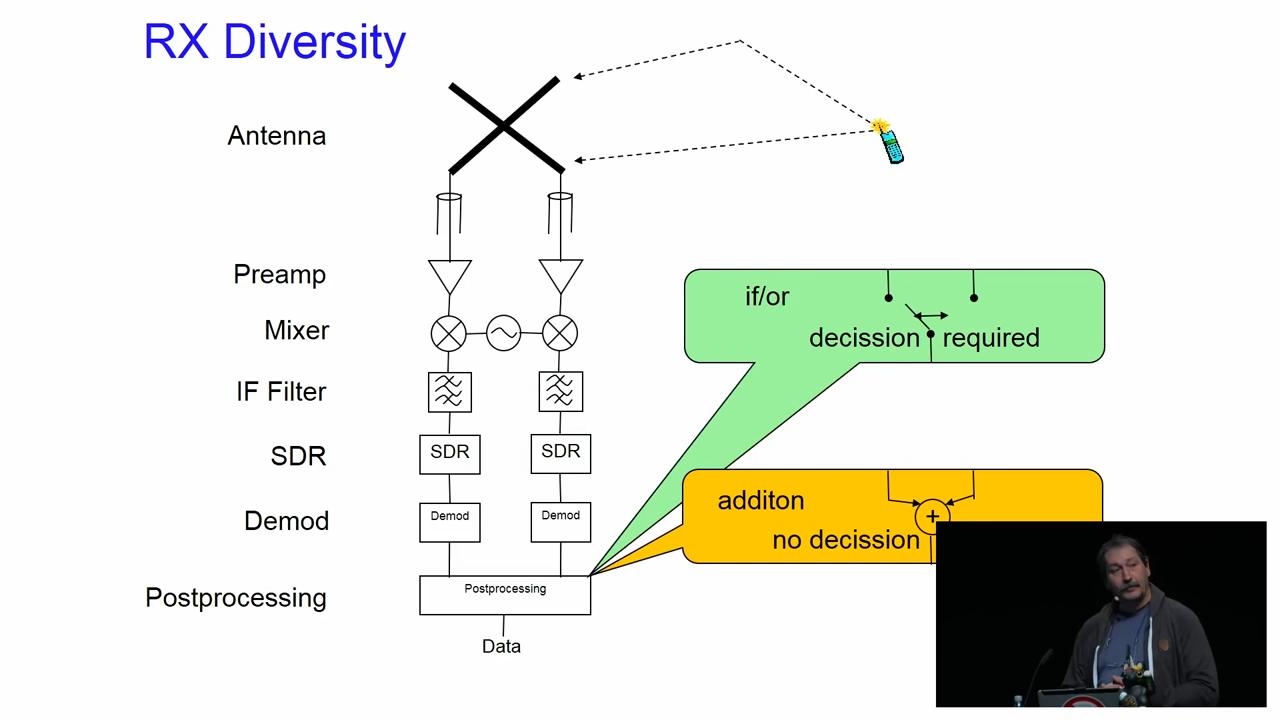 RX Diversity
Antenna
Preamp
if/or
Mixer
decission required
IF Filter
SDR
SDR
SDR
additon
Demod
Demod
Demod
+
no decission
Postprocessing
Postprocessing
Data